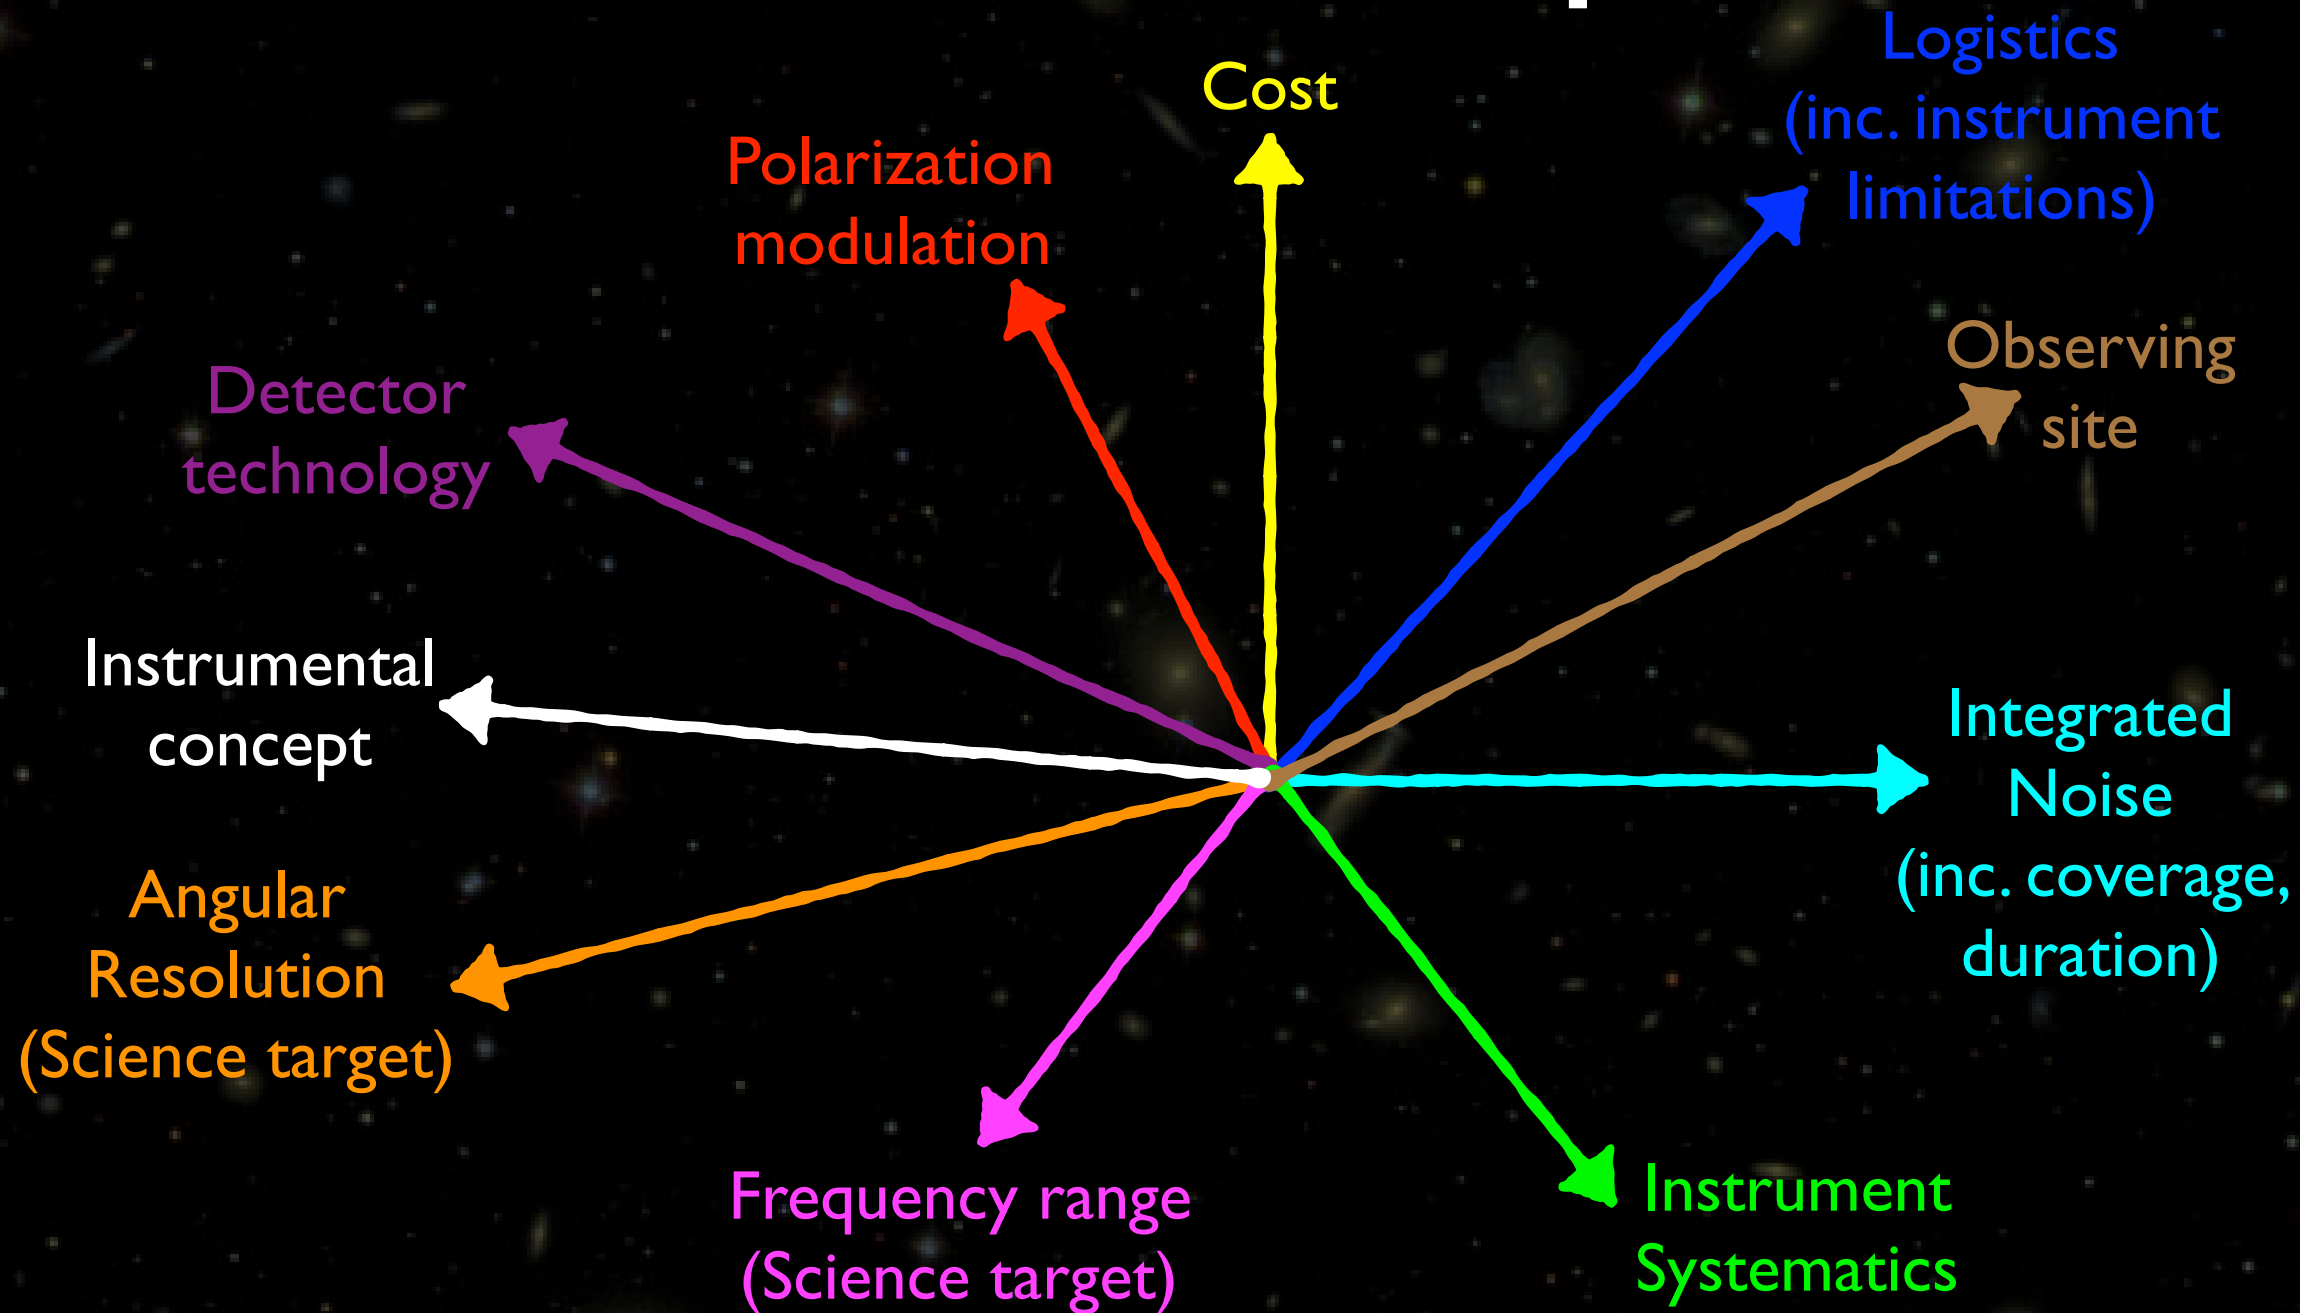 Logistics
(inc. instrument
limitations)
Cost
Polarization
modulation
Observing
site
Detector
technology
Instrumental
concept
Integrated
Noise
(inc. coverage,
duration)
Angular
Resolution
(Science target)
Frequency range
(Science target)
Instrument
Systematics